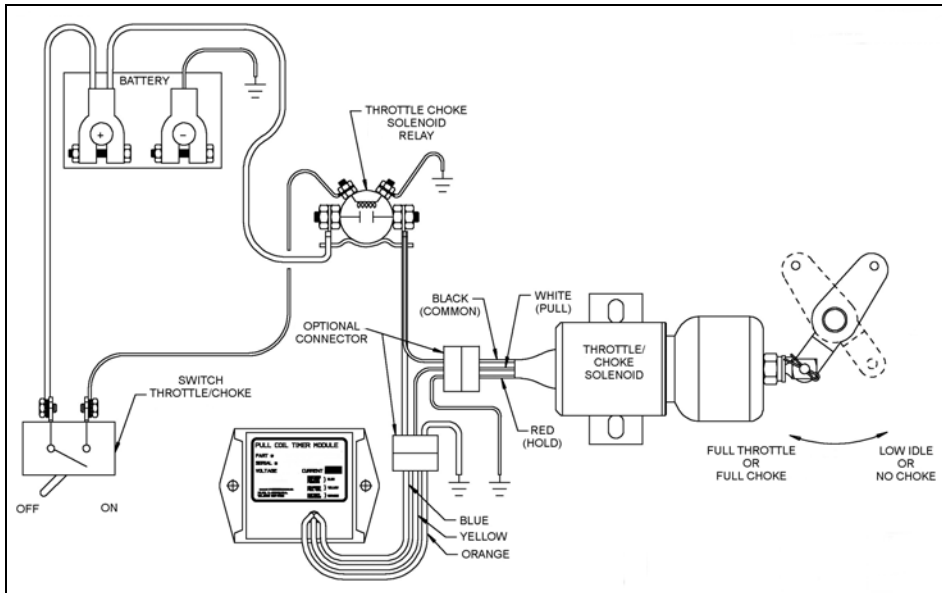 BATTERY
+
−
THROTTLE CHOKE
SOLENOID
RELAY
WHITE
(PULL)
BLACK
(COMMON)
OPTIONAL
CONNECTOR
THROTTLE/
CHOKE
SOLENOID
SWITCH
THROTTLE/CHOKE
RED
(HOLD)
FULL THROTTLE
OR
FULL CHOKE
LOW IDLE
OR
NO CHOKE
OFF
ON
PULL COIL TIMER MODULE
PART #
SERIAL #
VOLTAGE CURRENT
BLUE
YELLOW
ORANGE